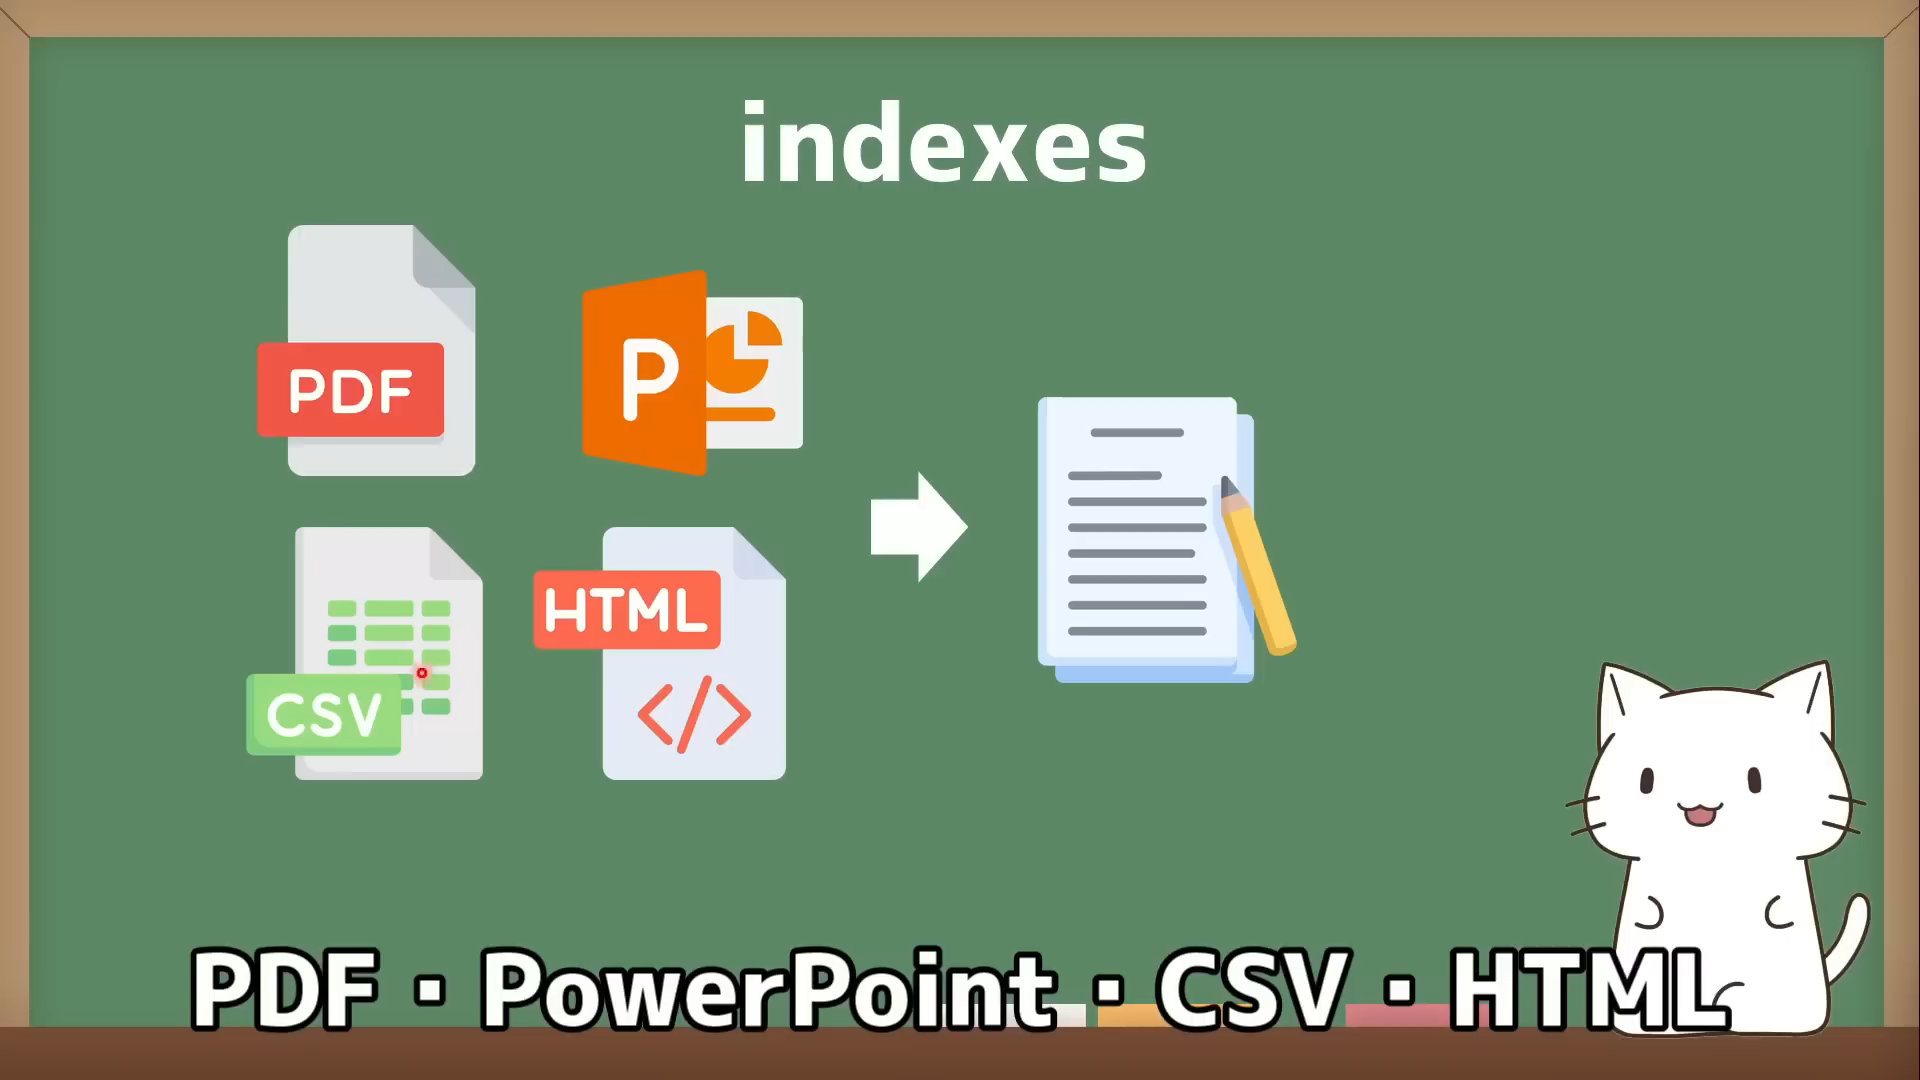 indexes
PDF
P
CSV
HTML
</>
PDF・PowerPoint・CSV・HTML